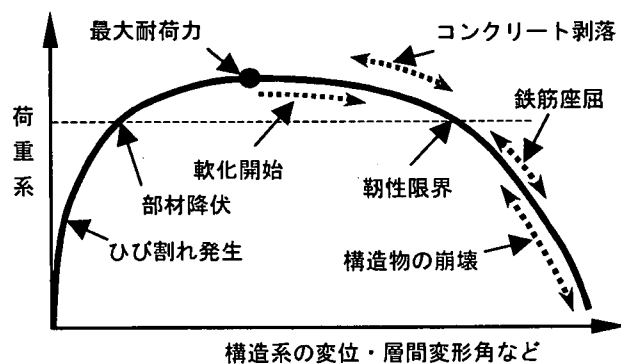 最大耐荷力
コンクリート剥落
鉄筋座屈
荷重系
軟化開始
靭性限界
部材降伏
ひび割れ発生
構造物の崩壊
構造系の変位・層間変形角など